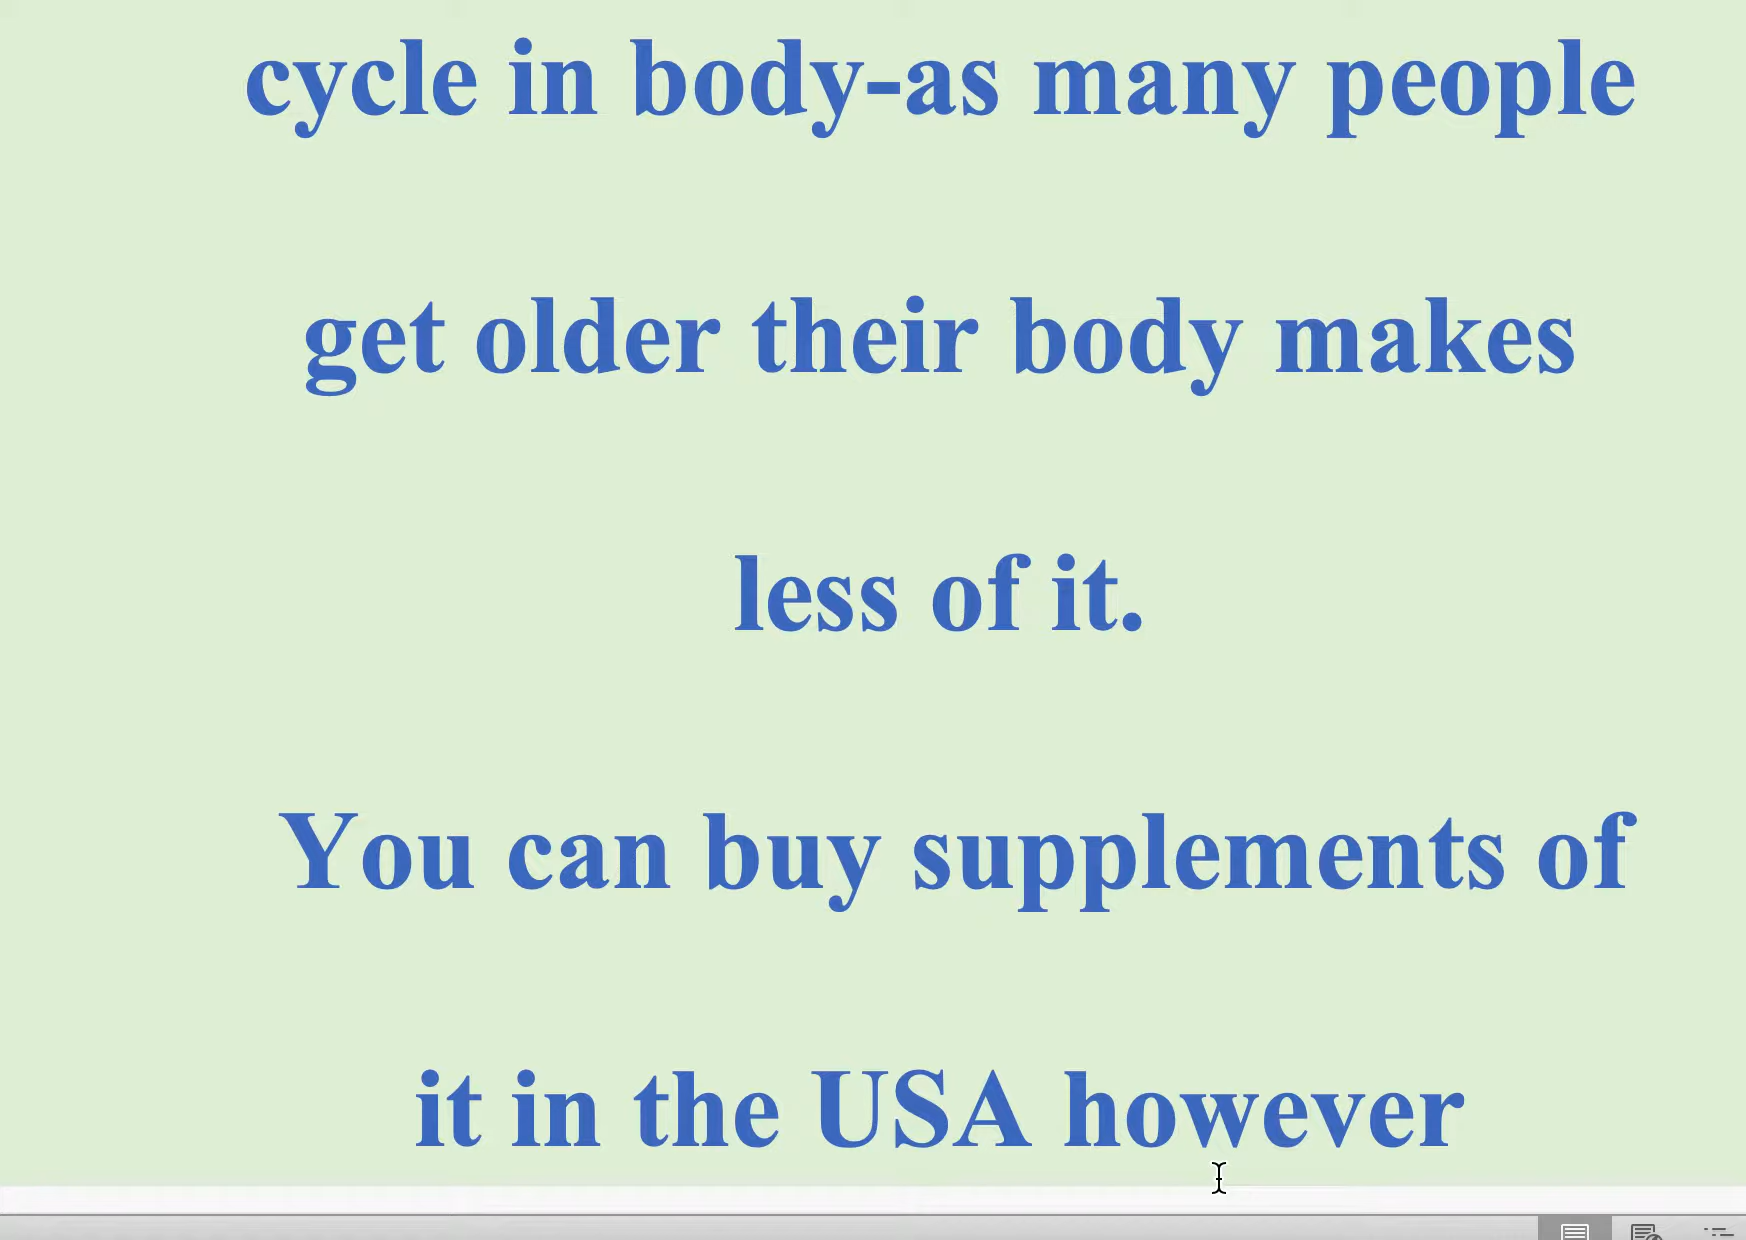 cycle in body-as many people
get older their body makes
less of it.
You can buy supplements of
it in the USA however